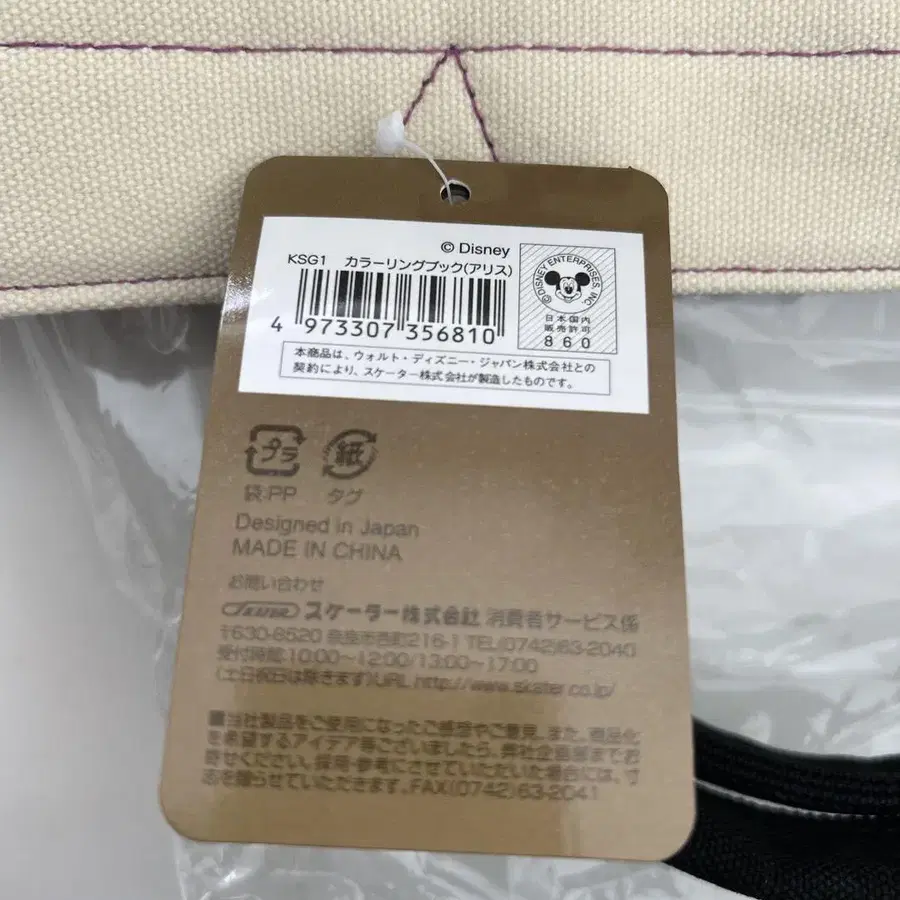 © Disney
KSG1 カラーリングブック(アリス)
4 973307 356810
©DISNEY ENTERPRISES, INC.
日本国内
販売許可
860
本商品は、ウォルト・ディズニー・ジャパン株式会社との
契約により、スケーター株式会社が製造したものです。
プラ 紙
袋:PP タグ
Designed in Japan
MADE IN CHINA
お問い合わせ
SKATER スケーター株式会社 消費者サービス係
〒630-8520 奈良市杏町216-1 TEL(0742)63-2040
受付時間10:00〜12:00/13:00〜17:00
(土日祝日は除きます)URL http://www.skater.co.jp/
■当社製品をご使用になったご感想やご意見、また、商品化
を希望するアイデア等ございましたら、弊社企画部までお
寄せください。採用・参考にさせていただいた場合には、寸
志を贈らせていただきます。FAX(0742)63-2041